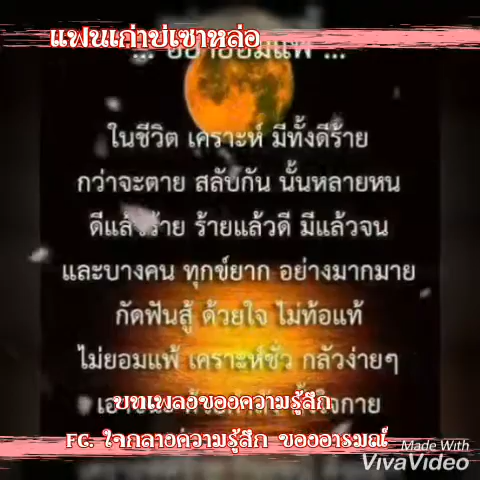 แฟนเก่าบ่เซาหล่อ
... อย่ายอมแพ้ ...
ในชีวิต เคราะห์ มีทั้งดีร้าย
กว่าจะตาย สลับกัน นั้นหลายหน
ดีแล้วร้าย ร้ายแล้วดี มีแล้วจน
และบางคน ทุกข์ยาก อย่างมากมาย
กัดฟันสู้ ด้วยใจ ไม่ท้อแท้
ไม่ยอมแพ้ เคราะห์ชั่ว กลัวง่ายๆ
บทเพลงของความรู้สึก
FC. ใจกลางความรู้สึก ของอารมณ์
Made With
VivaVideo